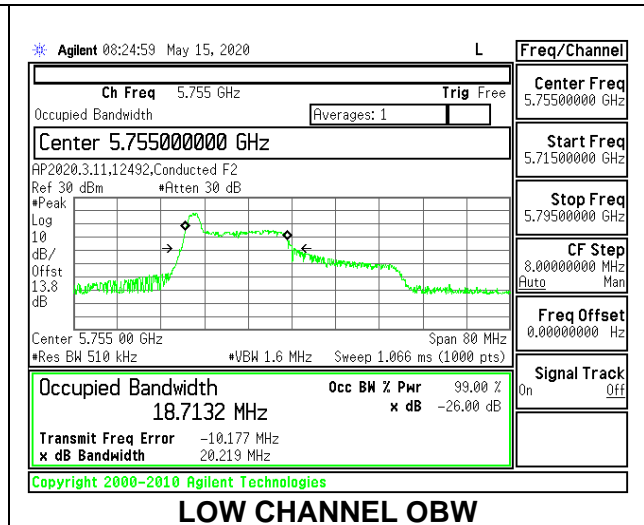 Agilent 08:24:59 May 15, 2020 L
Freq/Channel
Ch Freq 5.755 GHz Trig Free
Occupied Bandwidth Averages: 1
Center 5.755000000 GHz
AP2020.3.11,12492,Conducted F2
Ref 30 dBm #Atten 30 dB
#Peak
Log
10
dB/
Offst
13.8
dB
Center 5.755 00 GHz Span 80 MHz
#Res BW 510 kHz #VBW 1.6 MHz Sweep 1.066 ms (1000 pts)
Occupied Bandwidth
18.7132 MHz
Occ BW % Pwr 99.00 %
x dB -26.00 dB
Transmit Freq Error -10.177 MHz
x dB Bandwidth 20.219 MHz
Center Freq
5.75500000 GHz
Start Freq
5.71500000 GHz
Stop Freq
5.79500000 GHz
CF Step
8.00000000 MHz
Auto Man
Freq Offset
0.00000000 Hz
Signal Track
On Off
Copyright 2000-2010 Agilent Technologies
LOW CHANNEL OBW